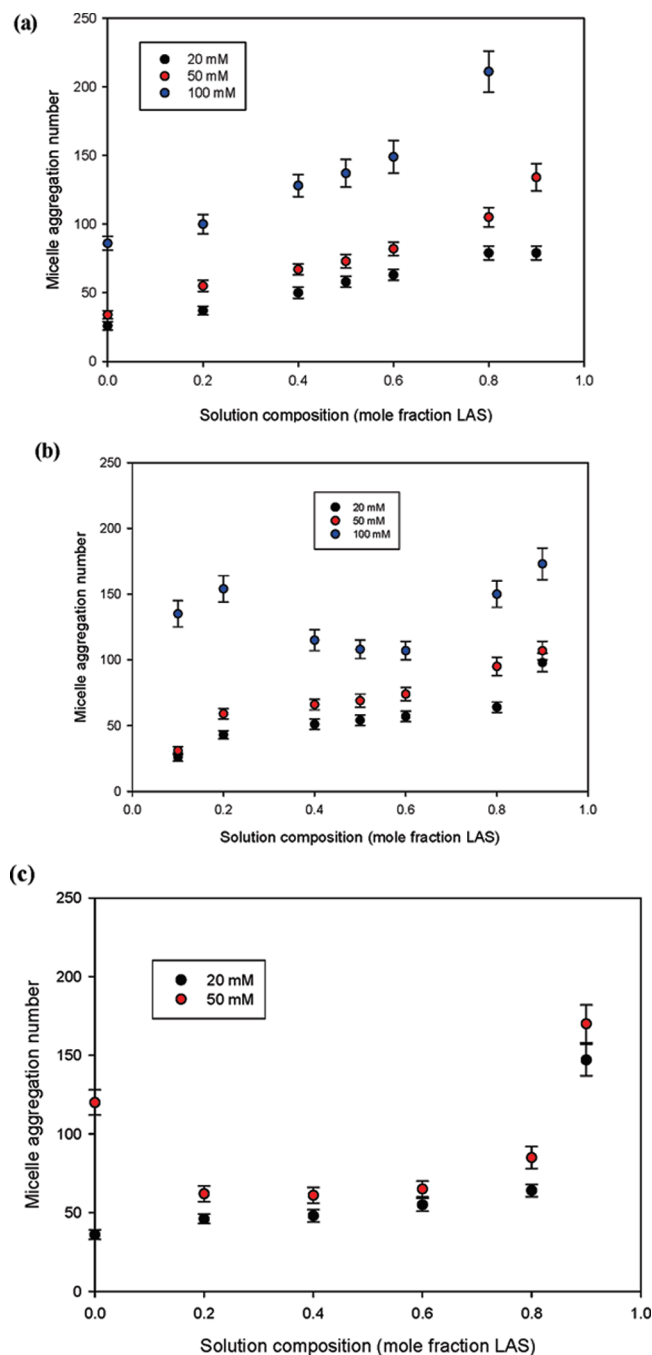 (a)
250
200
150
100
50
0
Micelle aggregation number
20 mM
50 mM
100 mM
0.0 0.2 0.4 0.6 0.8 1.0
Solution composition (mole fraction LAS)
(b)
250
200
150
100
50
0
Micelle aggregation number
20 mM
50 mM
100 mM
0.0 0.2 0.4 0.6 0.8 1.0
Solution composition (mole fraction LAS)
(c)
250
200
150
100
50
0
Micelle aggregation number
20 mM
50 mM
0.0 0.2 0.4 0.6 0.8 1.0
Solution composition (mole fraction LAS)